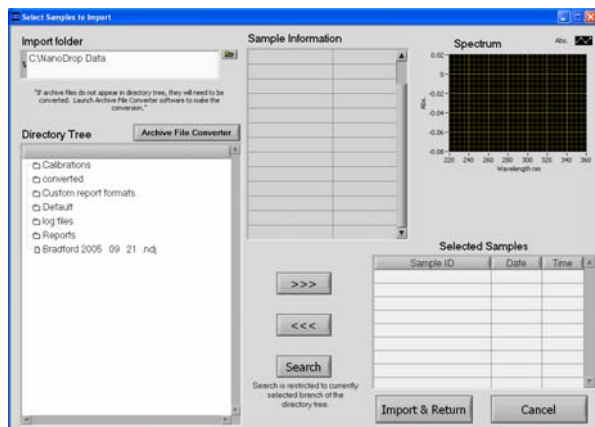 Select Samples to Import
Import folder
C:\NanoDrop Data
"If archive files do not appear in directory tree, they will need to be
converted. Launch Archive File Converter software to make the
conversion."
Directory Tree
Archive File Converter
Calibrations
converted
Custom report formats
Default
log files
Reports
Bradford 2005 09 21 .ndj
Sample Information
>>>
<<<
Search
Search is restricted to currently
selected branch of the
directory tree.
Spectrum
Abs.
0.02
0
-0.02
-0.04
-0.06
-0.08
Abs.
220 240 260 280 300 320 340 360
Wavelength nm
Selected Samples
Sample ID Date Time
Import & Return
Cancel